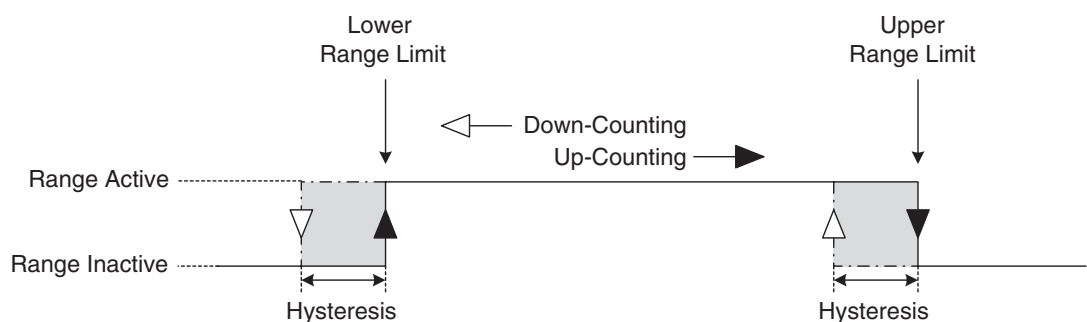 Lower
Range Limit
Upper
Range Limit
Down-Counting
Up-Counting
Range Active
Range Inactive
Hysteresis
Hysteresis